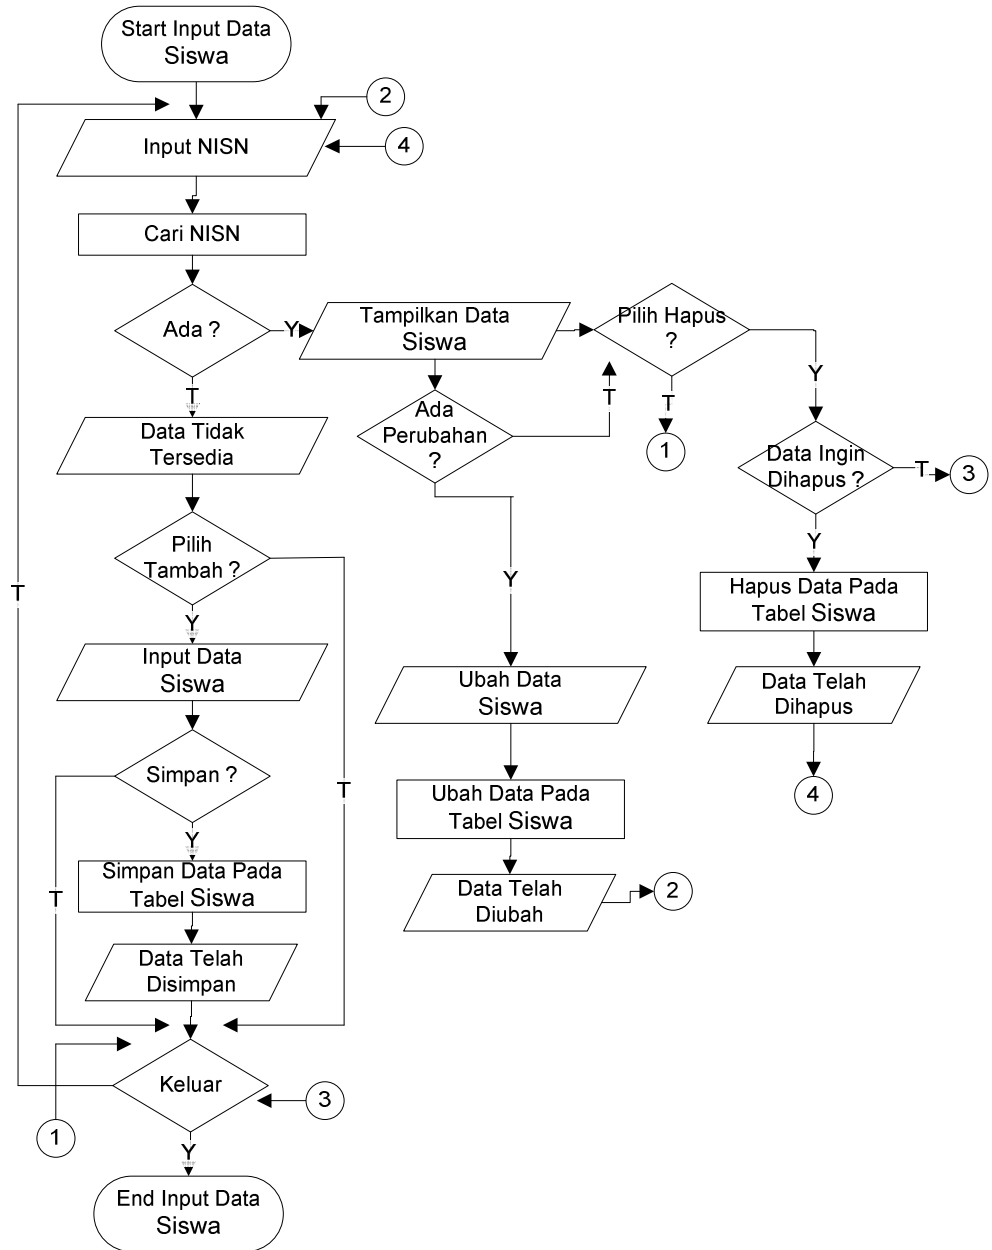 Start Input Data
Siswa
2
Input NISN
4
Cari NISN
Ada ?
Y
Tampilkan Data
Siswa
Pilih Hapus
?
T
Y
T
1
Ada
Perubahan
?
T
Data Ingin
Dihapus ?
T
3
Data Tidak
Tersedia
Pilih
Tambah ?
Y
Y
Y
Hapus Data Pada
Tabel Siswa
T
Input Data
Siswa
Ubah Data
Siswa
Data Telah
Dihapus
Simpan ?
T
4
Y
Ubah Data Pada
Tabel Siswa
Simpan Data Pada
Tabel Siswa
T
Data Telah
Diubah
2
Data Telah
Disimpan
Keluar
3
1
Y
End Input Data
Siswa